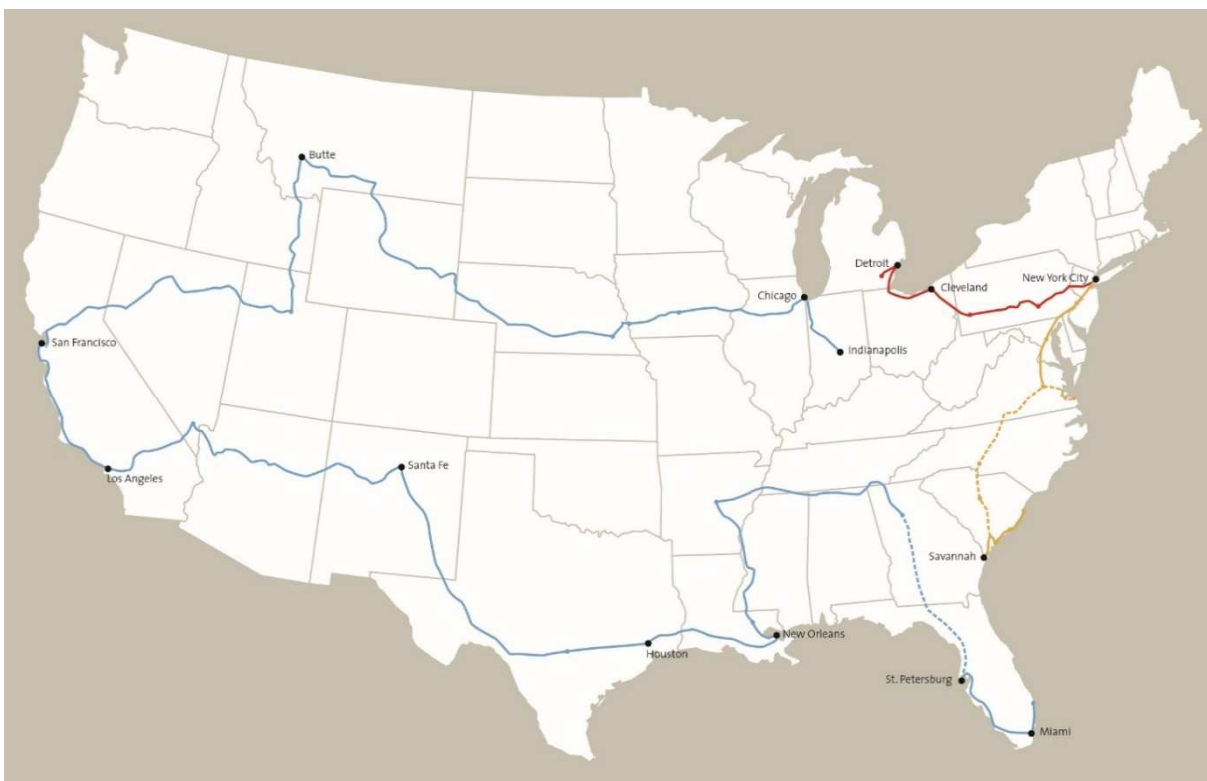 Butte
Detroit
New York City
Cleveland
Chicago
San Francisco
Indianapolis
Santa Fe
Los Angeles
Savannah
New Orleans
Houston
St. Petersburg
Miami